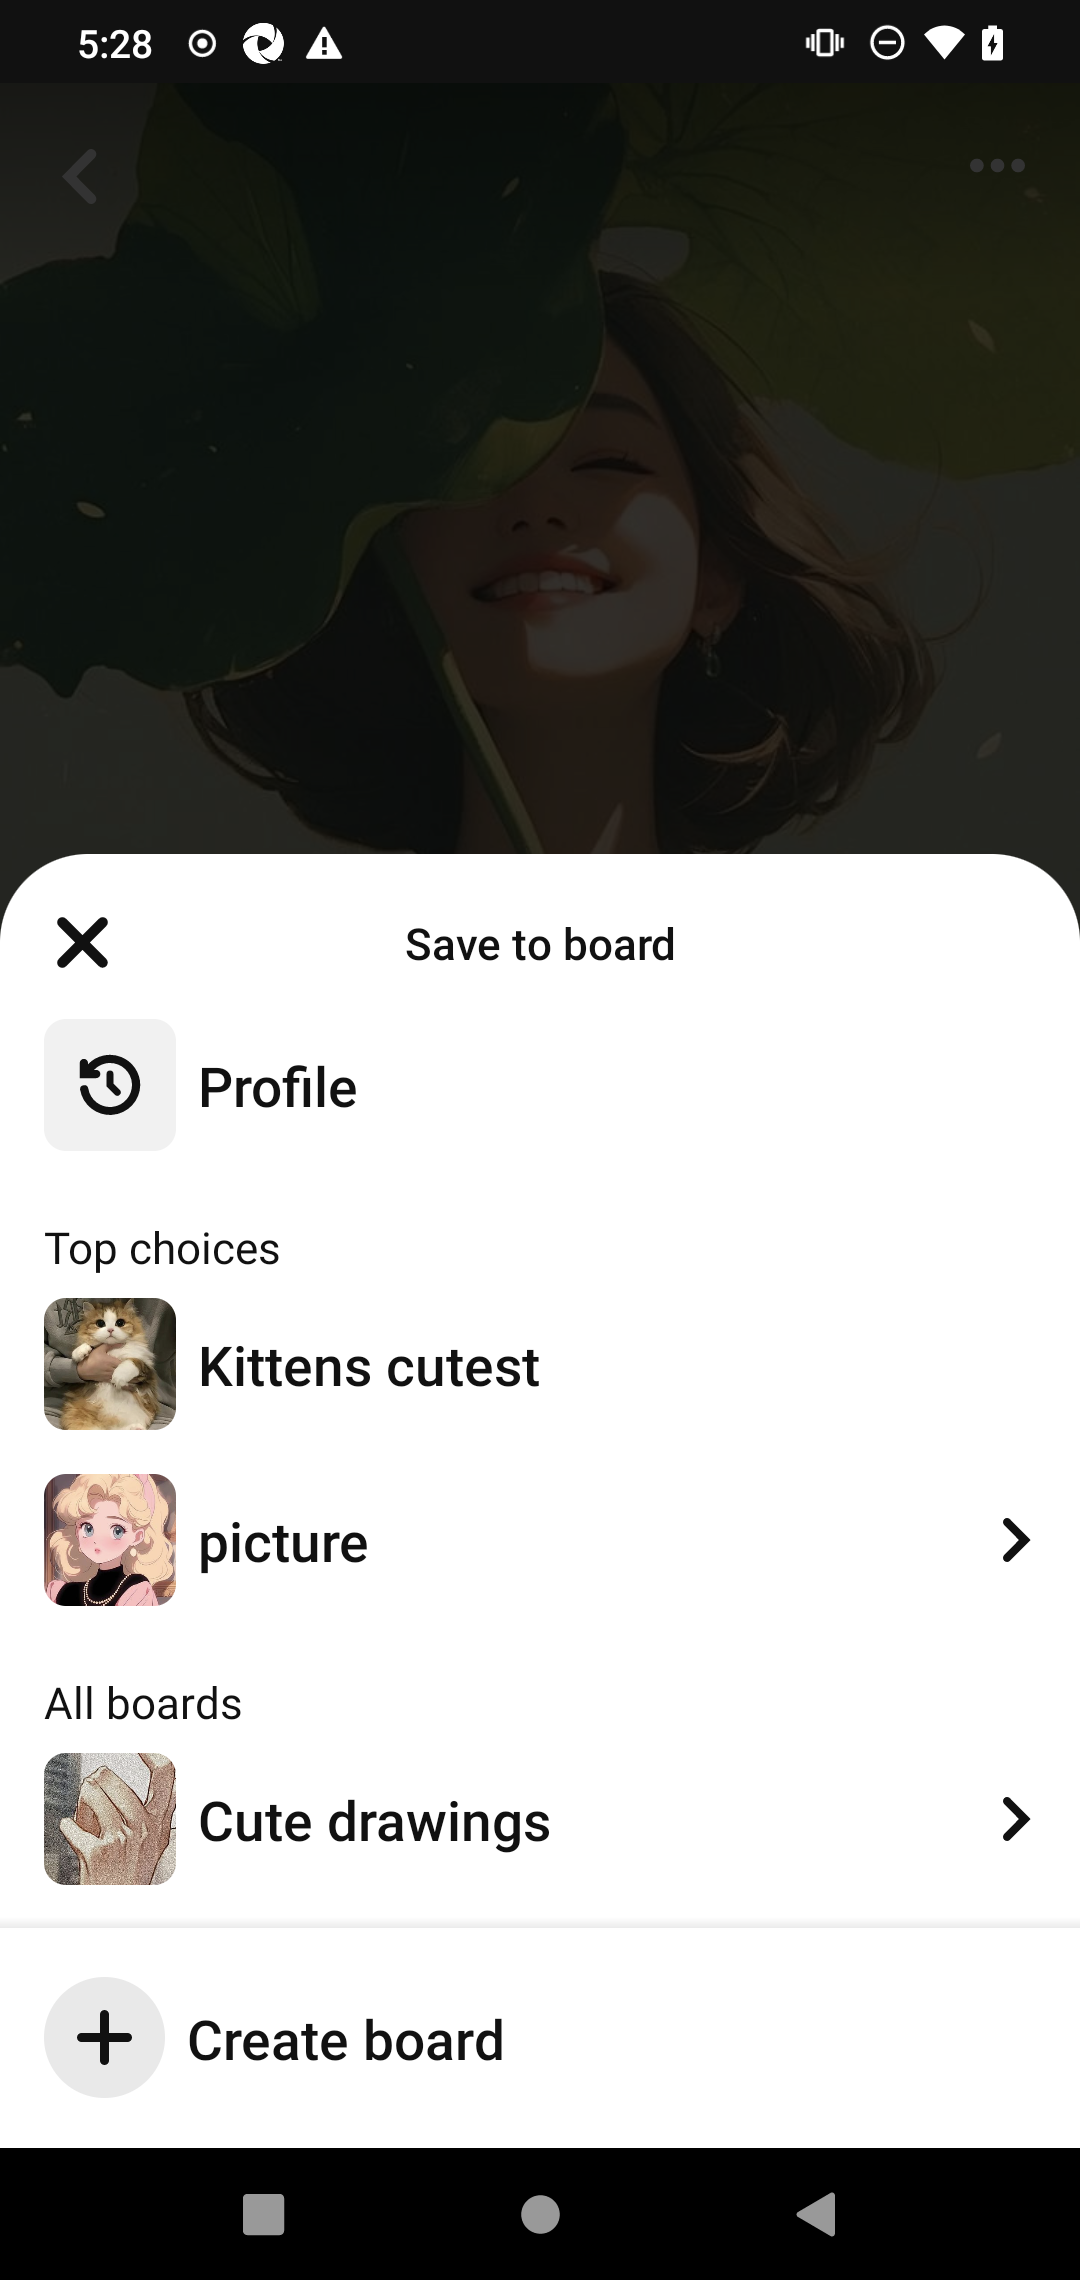 5:28
Save to board
Profile
Top choices
Kittens cutest
picture
All boards
Cute drawings
Create board